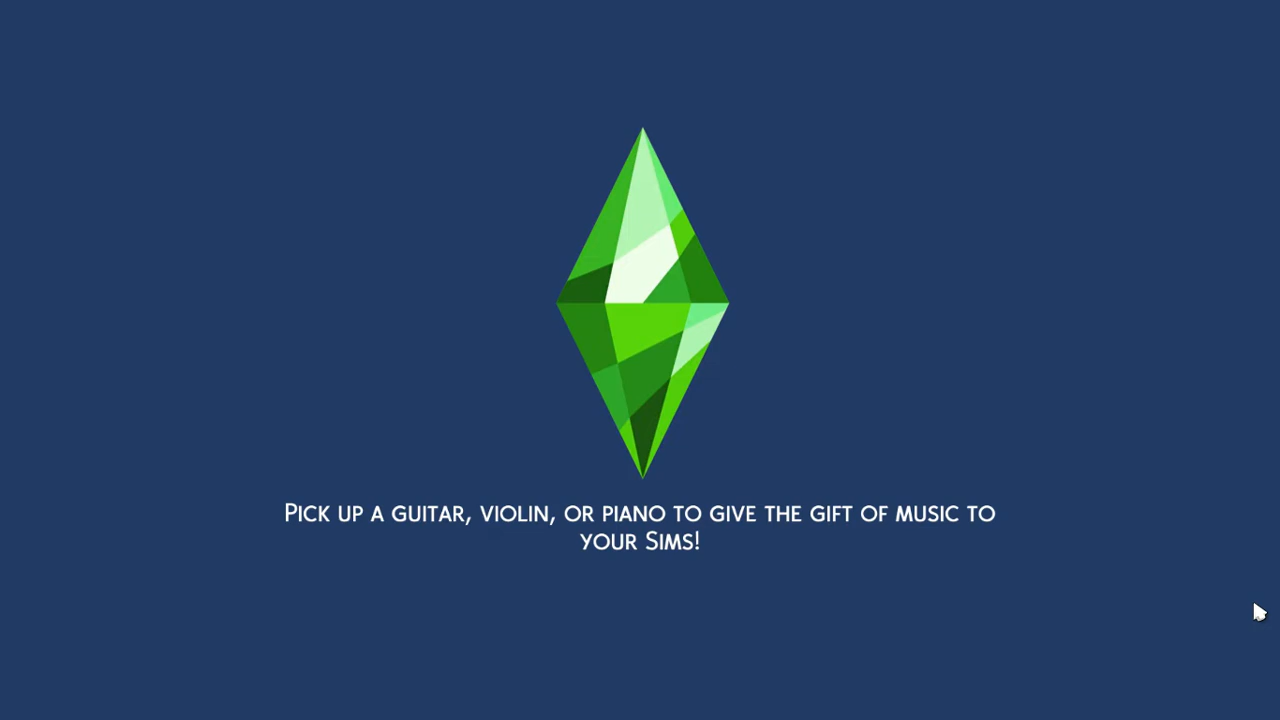 Pick up a guitar, violin, or piano to give the gift of music to
your Sims!